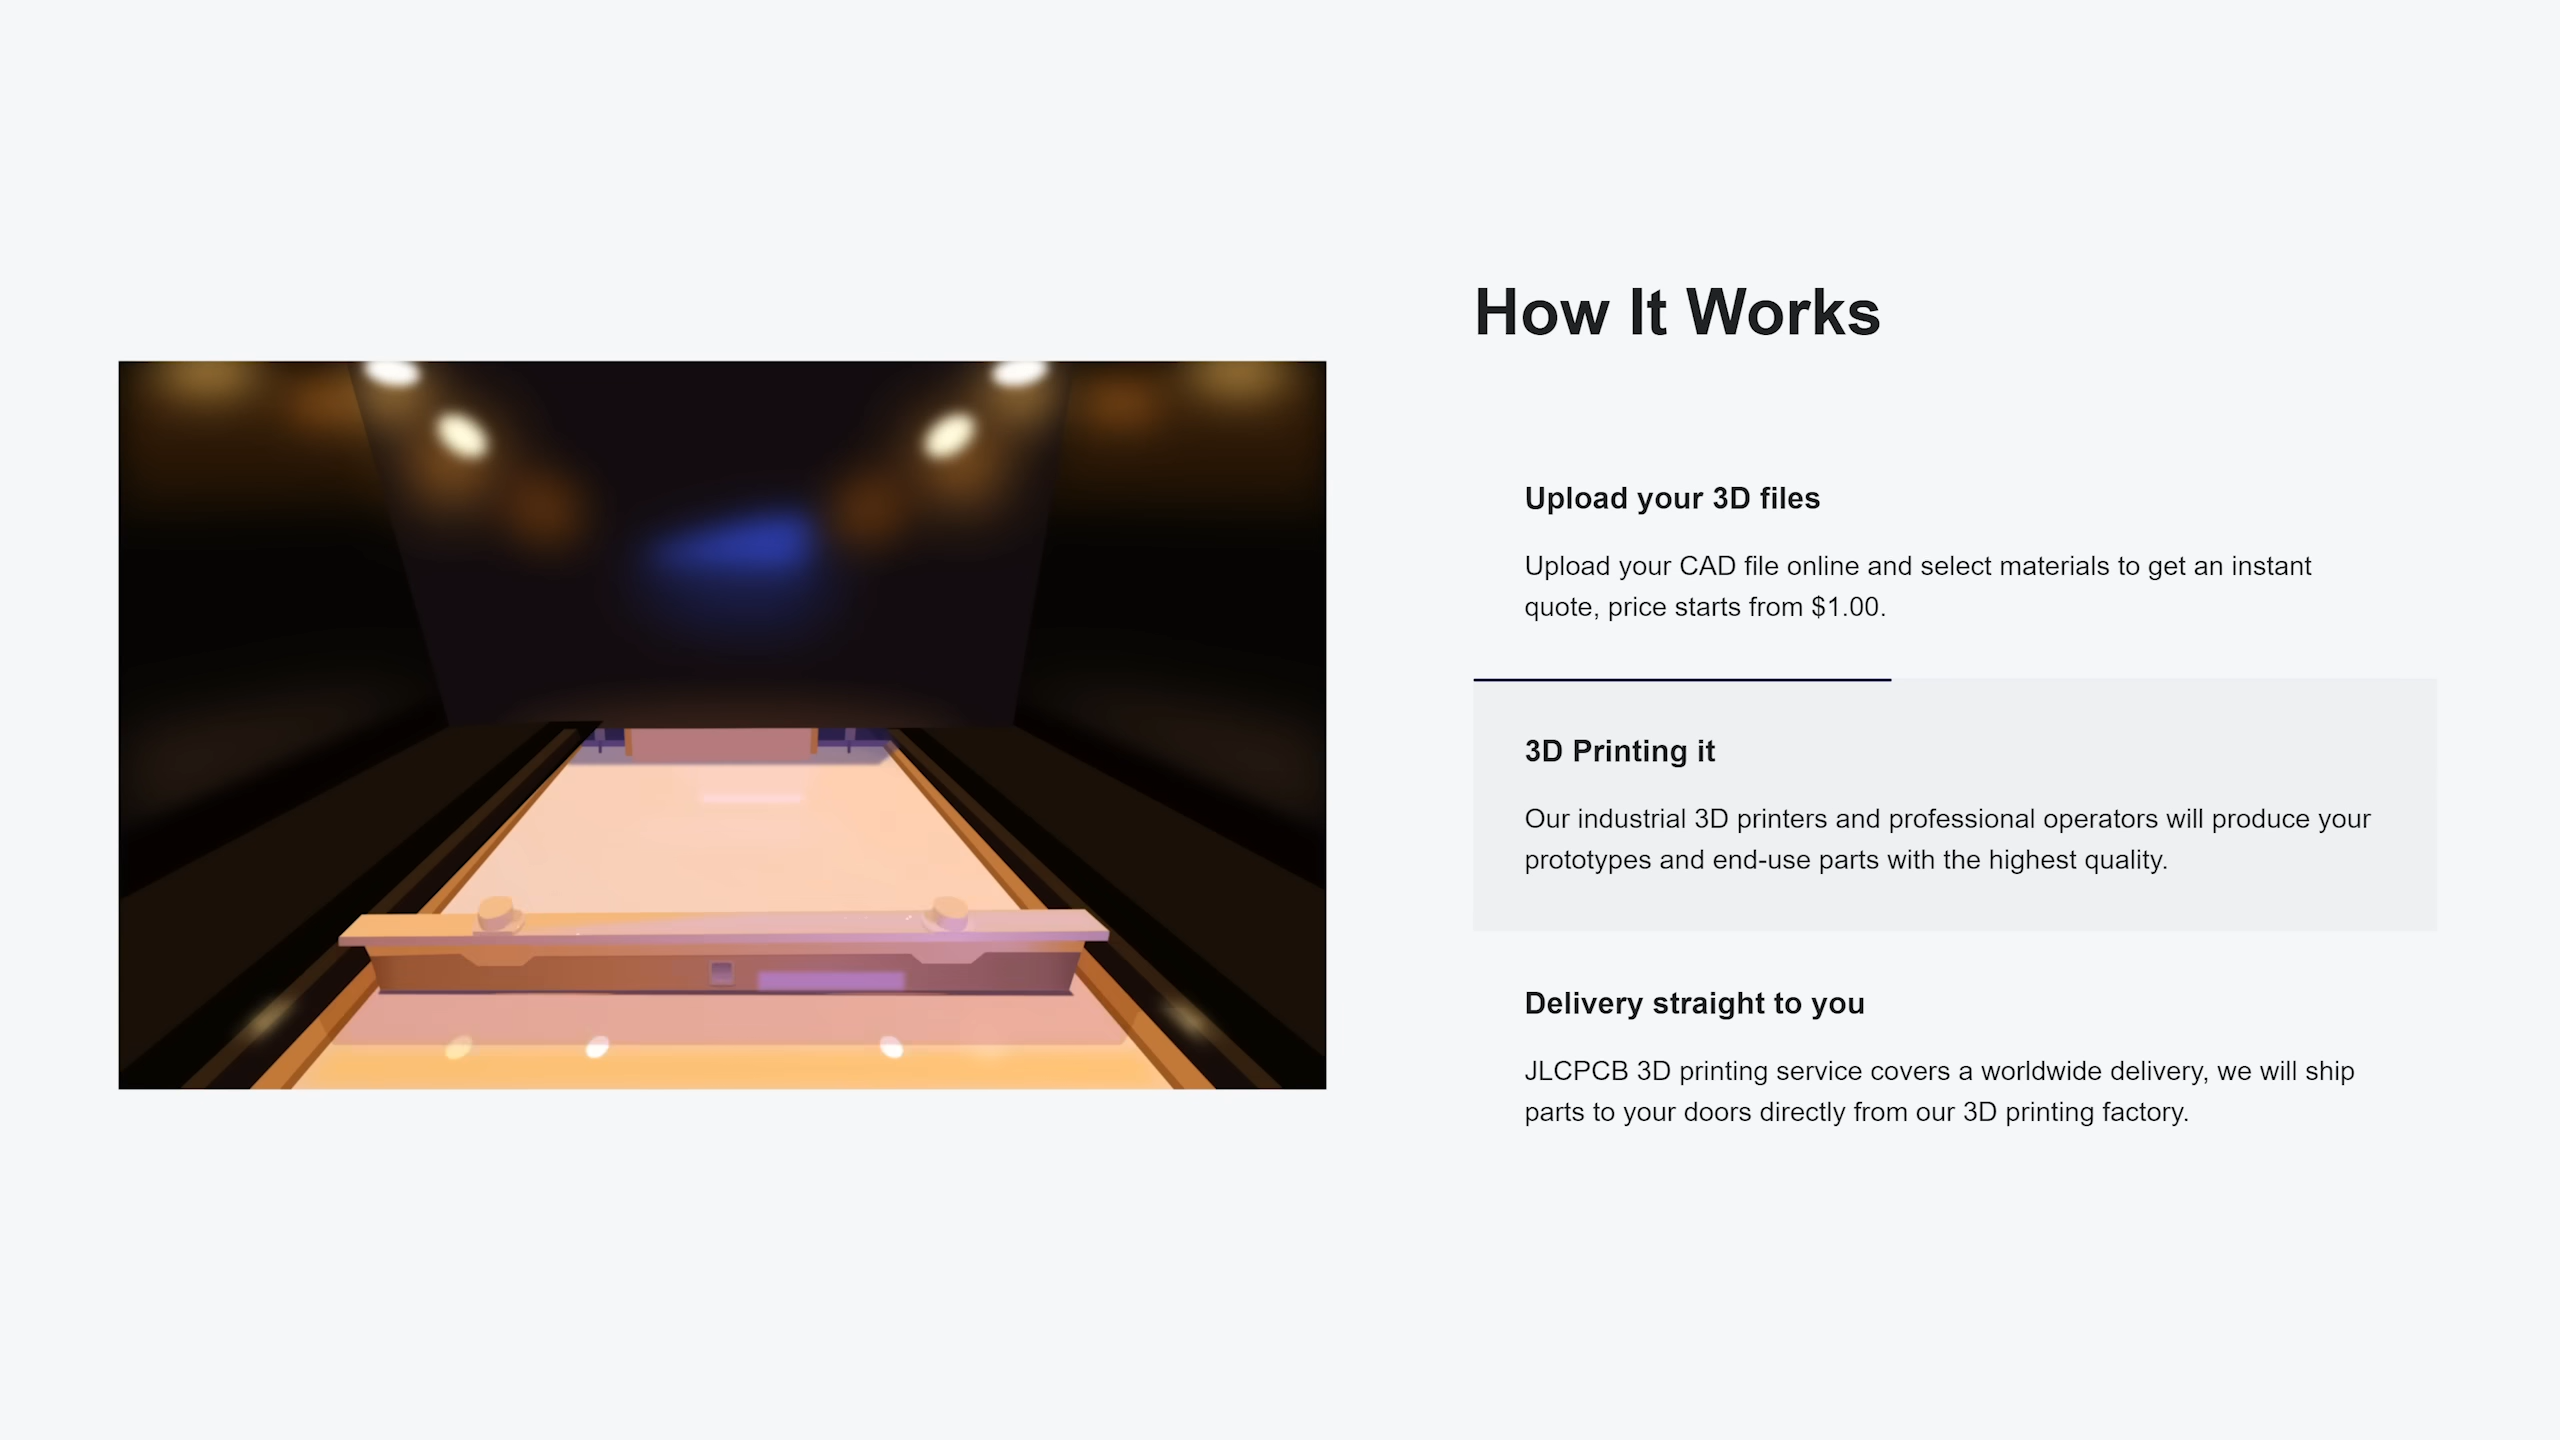 How It Works
Upload your 3D files
Upload your CAD file online and select materials to get an instant
quote, price starts from $1.00.
3D Printing it
Our industrial 3D printers and professional operators will produce your
prototypes and end-use parts with the highest quality.
Delivery straight to you
JLCPCB 3D printing service covers a worldwide delivery, we will ship
parts to your doors directly from our 3D printing factory.